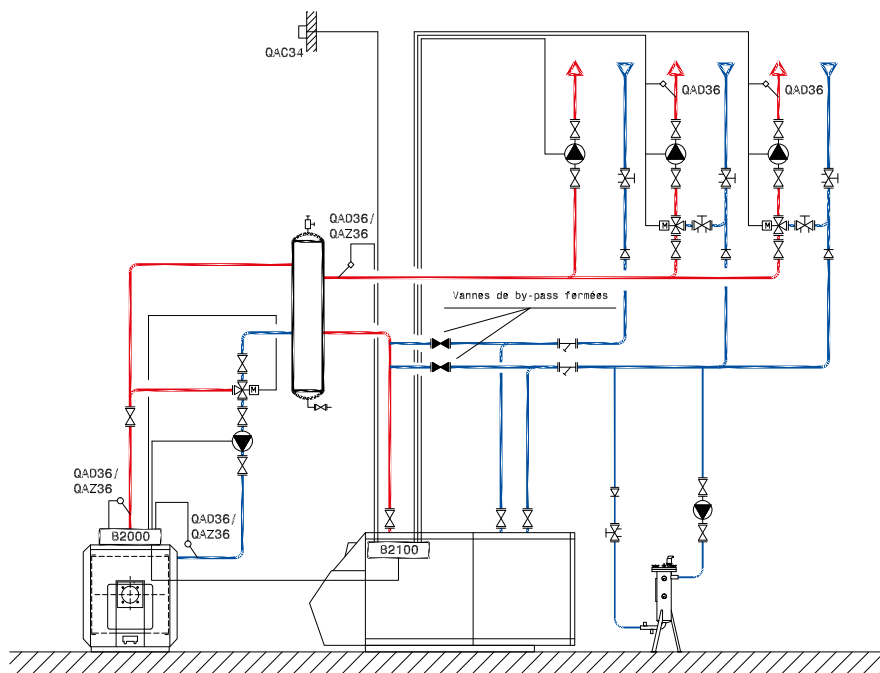 QAC34
QAD36
QAD36
QAD36/
QAZ36
Vannes de by-pass fermées
M
M
M
QAD36/
QAZ36
QAD36/
QAZ36
B2000
B2100